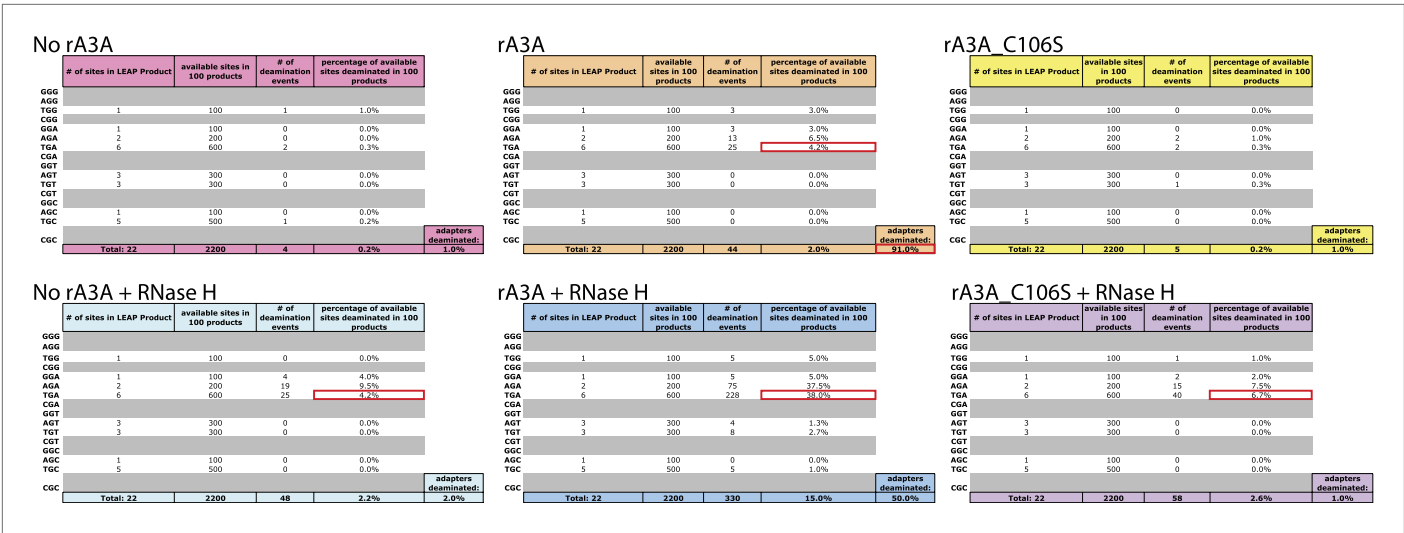 No rA3A
# of sites in LEAP Product	available sites in 100 products	# of deamination events	percentage of available sites deaminated in 100 products
GGG
AGG
TGG	1	100	1	1.0%
CGG
GGA	1	100	0	0.0%
AGA	2	200	0	0.0%
TGA	6	600	2	0.3%
CGA
GGT
AGT	3	300	0	0.0%
TGT	3	300	0	0.0%
CGT
GGC
AGC	1	100	0	0.0%
TGC	5	500	1	0.2%
CGC	adapters deaminated:
Total: 22	2200	4	0.2%	1.0%
rA3A
# of sites in LEAP Product	available sites in 100 products	# of deamination events	percentage of available sites deaminated in 100 products
TGG	1	100	3	3.0%
GGA	1	100	3	3.0%
AGA	2	200	13	6.5%
TGA	6	600	25	4.2%
CGA
GGT
AGT	3	300	0	0.0%
TGT	3	300	0	0.0%
CGT
GGC
AGC	1	100	0	0.0%
TGC	5	500	0	0.0%
CGC	adapters deaminated:
Total: 22	2200	44	2.0%	91.0%
rA3A_C106S
# of sites in LEAP Product	available sites in 100 products	# of deamination events	percentage of available sites deaminated in 100 products
GGG
AGG
TGG	1	100	0	0.0%
CGG
GGA	1	100	0	0.0%
AGA	2	200	2	1.0%
TGA	6	600	2	0.3%
CGA
GGT
AGT	3	300	0	0.0%
TGT	3	300	1	0.3%
CGT
GGC
AGC	1	100	0	0.0%
TGC	5	500	0	0.0%
CGC	adapters deaminated:
Total: 22	2200	5	0.2%	1.0%
No rA3A + RNase H
# of sites in LEAP Product	available sites in 100 products	# of deamination events	percentage of available sites deaminated in 100 products
GGG
AGG
TGG	1	100	0	0.0%
CGG
GGA	1	100	4	4.0%
AGA	2	200	19	9.5%
TGA	6	600	25	4.2%
CGA
GGT
AGT	3	300	0	0.0%
TGT	3	300	0	0.0%
CGT
GGC
AGC	1	100	0	0.0%
TGC	5	500	0	0.0%
CGC	adapters deaminated:
Total: 22	2200	48	2.2%	2.0%
rA3A + RNase H
# of sites in LEAP Product	available sites in 100 products	# of deamination events	percentage of available sites deaminated in 100 products
GGG
AGG
TGG	1	100	5	5.0%
CGG
GGA	1	100	5	5.0%
AGA	2	200	75	37.5%
TGA	6	600	228	38.0%
CGA
GGT
AGT	3	300	4	1.3%
TGT	3	300	8	2.7%
CGT
GGC
AGC	1	100	0	0.0%
TGC	5	500	5	1.0%
CGC	adapters deaminated:
Total: 22	2200	330	15.0%	50.0%
rA3A_C106S + RNase H
# of sites in LEAP Product	available sites in 100 products	# of deamination events	percentage of available sites deaminated in 100 products
GGG
AGG
TGG	1	100	1	1.0%
CGG
GGA	1	100	2	2.0%
AGA	2	200	15	7.5%
TGA	6	600	40	6.7%
CGA
GGT
AGT	3	300	0	0.0%
TGT	3	300	0	0.0%
CGT
GGC
AGC	1	100	0	0.0%
TGC	5	500	0	0.0%
CGC	adapters deaminated:
Total: 22	2200	58	2.6%	1.0%